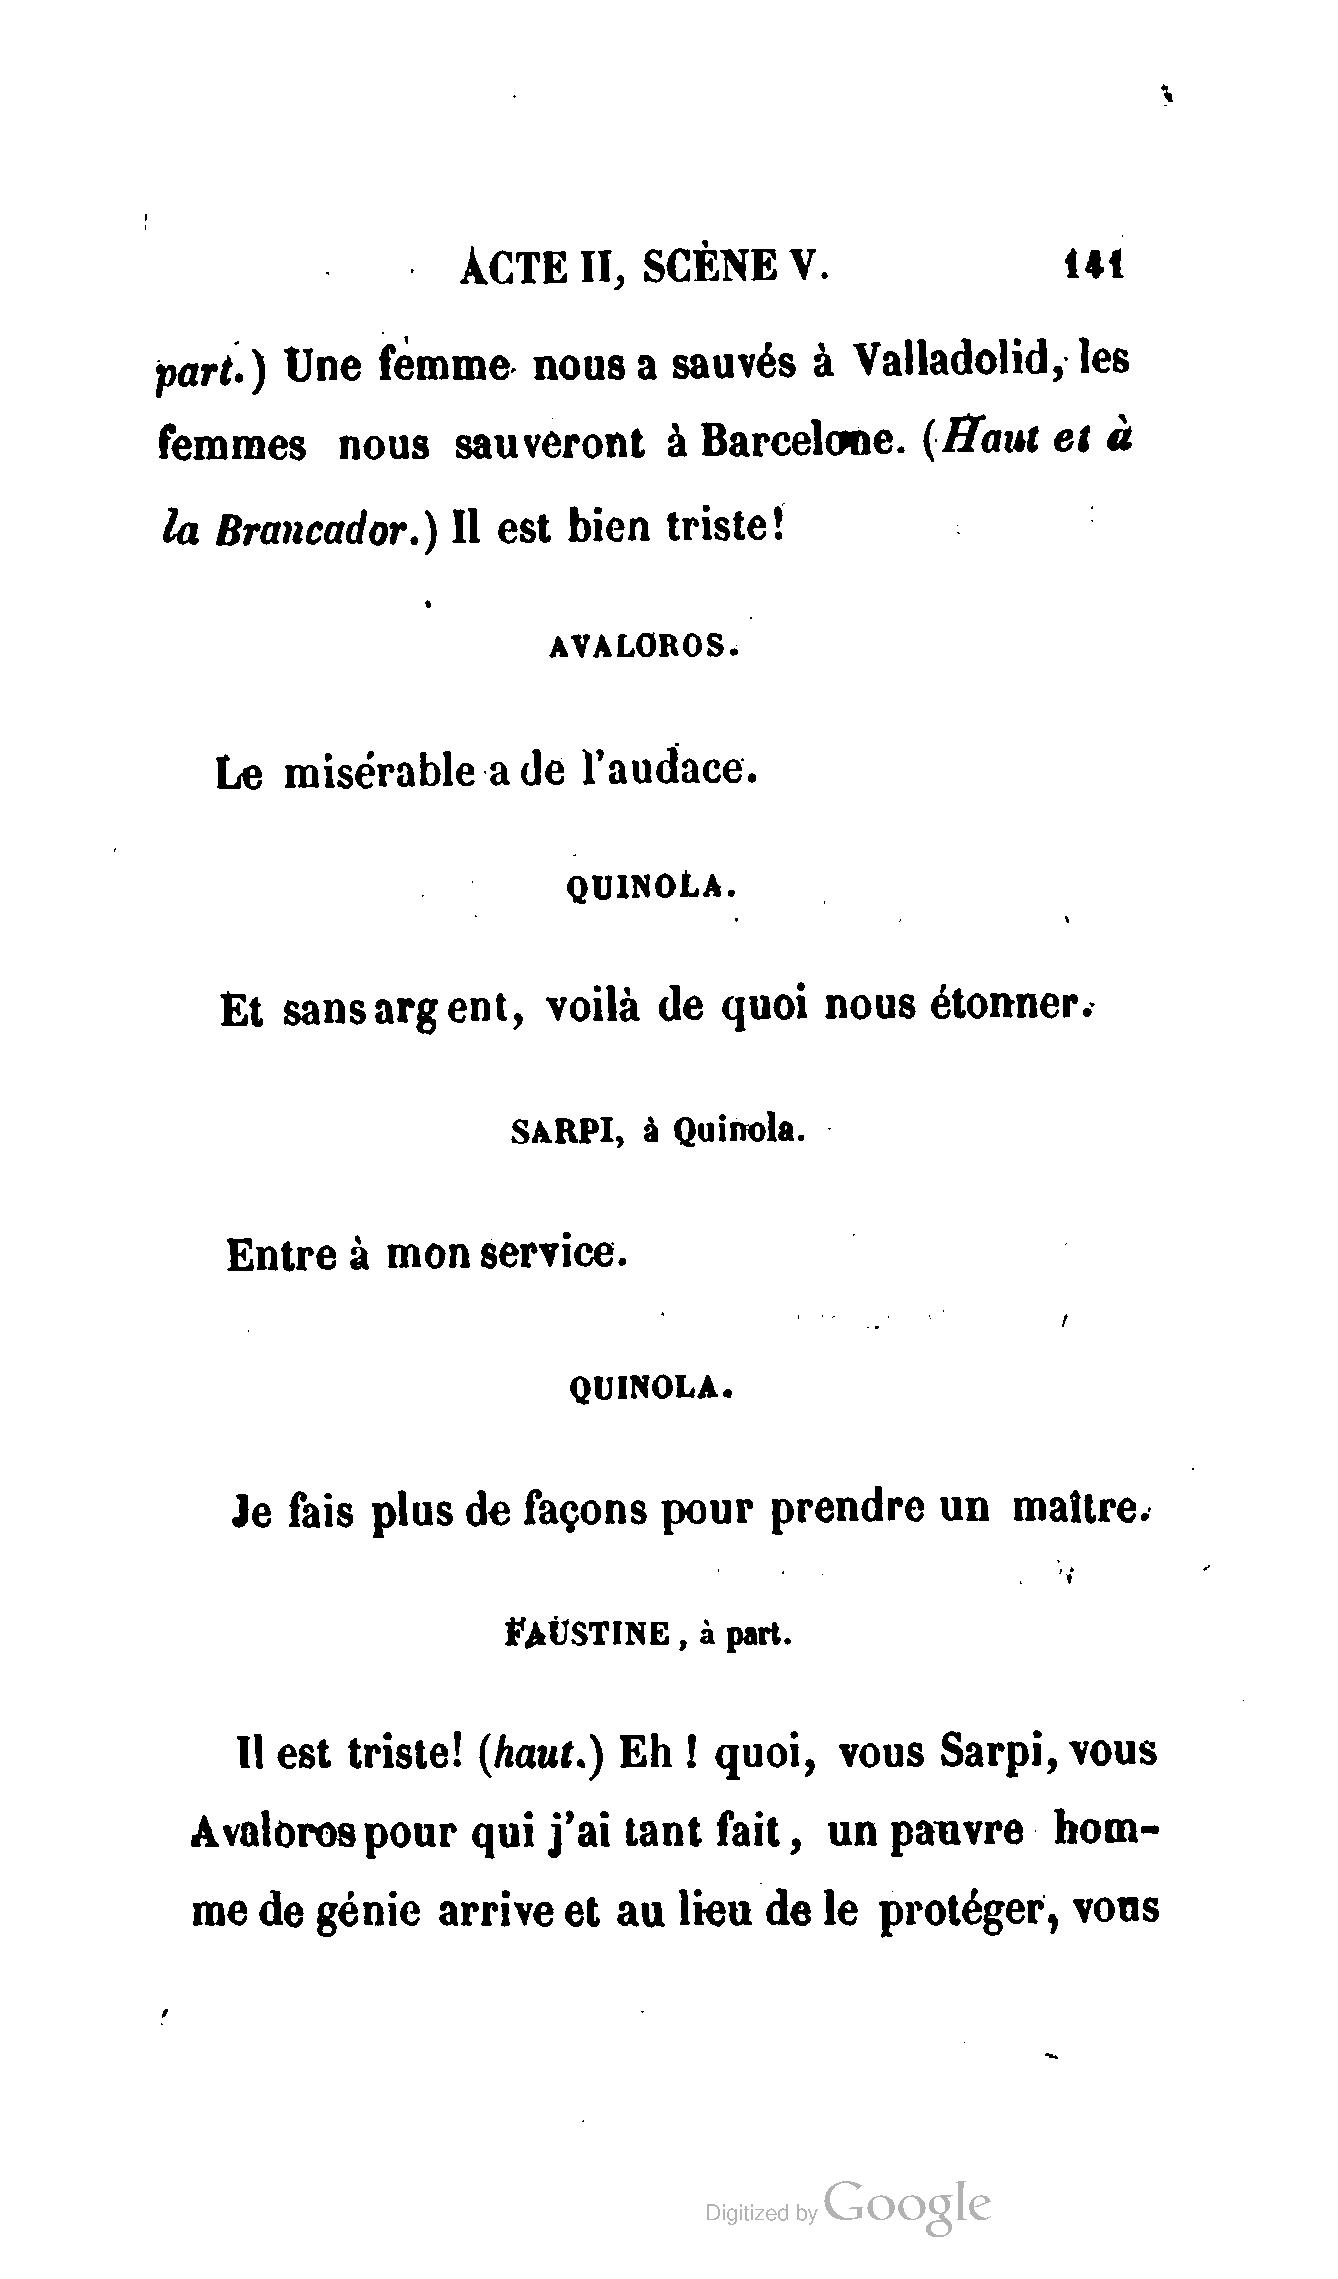 ACTE II, SCÈNE V. 141
part.) Une femme nous a sauvés à Valladolid, les
femmes nous sauveront à Barcelone. (Haut et à
la Brancador.) Il est bien triste!
AVALOROS.
Le misérable a de l'audace.
QUINOLA.
Et sans argent, voilà de quoi nous étonner.
SARPI, à Quinola.
Entre à mon service.
QUINOLA.
Je fais plus de façons pour prendre un maître.
FAUSTINE, à part.
Il est triste! (haut.) Eh ! quoi, vous Sarpi, vous
Avaloros pour qui j'ai tant fait, un pauvre hom-
me de génie arrive et au lieu de le protéger, vous
Digitized by Google